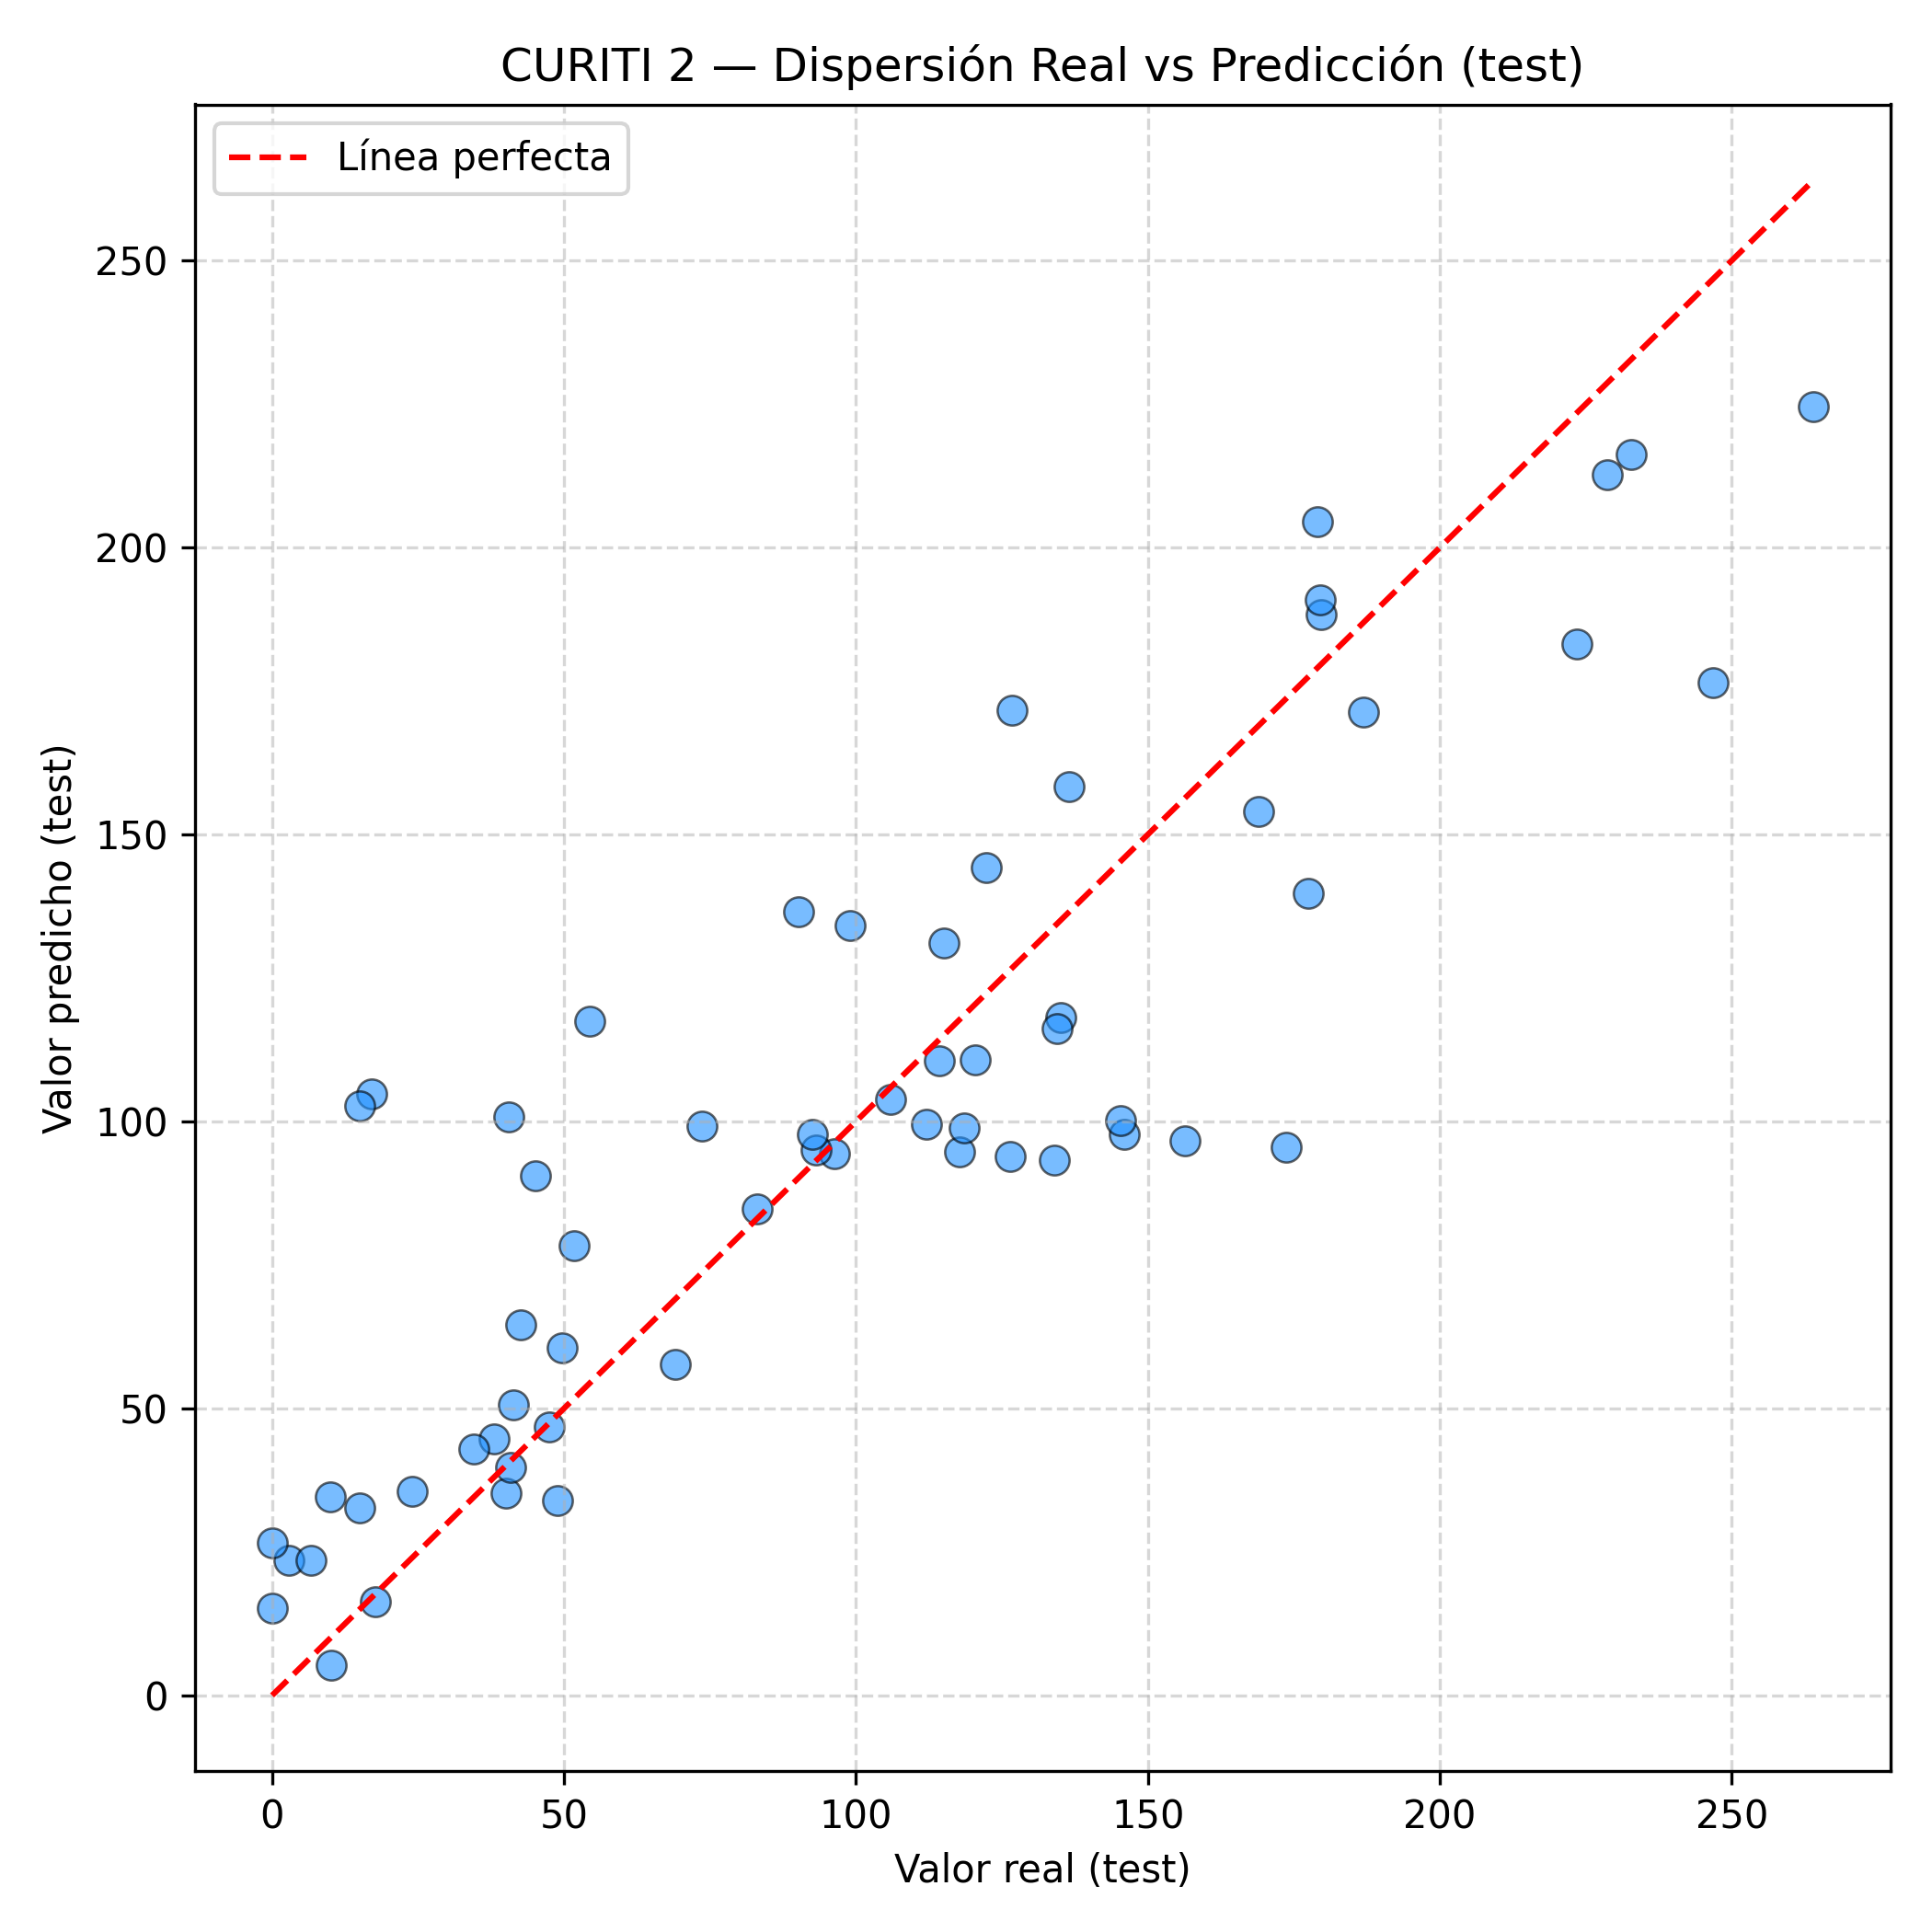 CURITI 2 — Dispersión Real vs Predicción (test)
Línea perfecta
250
200
150
100
50
0
Valor predicho (test)
0 50 100 150 200 250
Valor real (test)